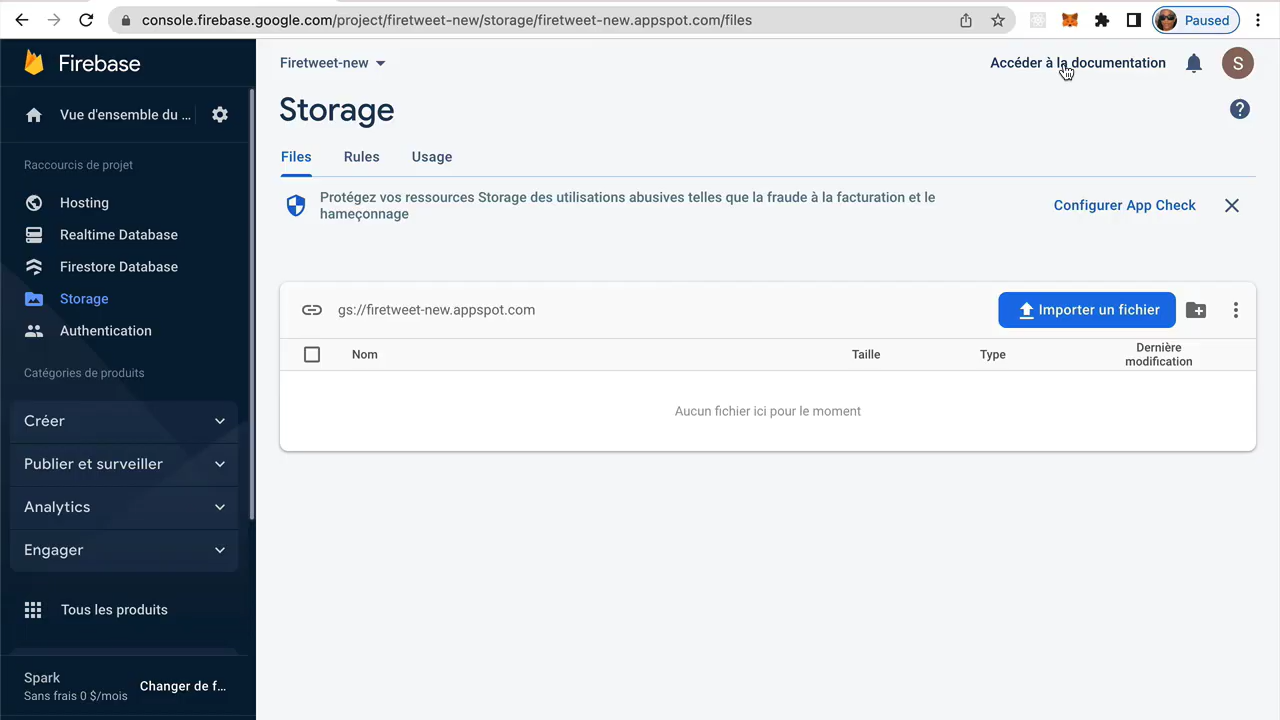 console.firebase.google.com/project/firetweet-new/storage/firetweet-new.appspot.com/files
Paused
Firebase
Vue d'ensemble du ...
Raccourcis de projet
Hosting
Realtime Database
Firestore Database
Storage
Authentication
Catégories de produits
Créer
Publier et surveiller
Analytics
Engager
Tous les produits
Spark
Sans frais 0 $/mois
Changer de f...
Firetweet-new
Accéder à la documentation
S
Storage
Files Rules Usage
Protégez vos ressources Storage des utilisations abusives telles que la fraude à la facturation et le
hameçonnage
Configurer App Check
gs://firetweet-new.appspot.com
Importer un fichier
Nom Taille Type Dernière
modification
Aucun fichier ici pour le moment